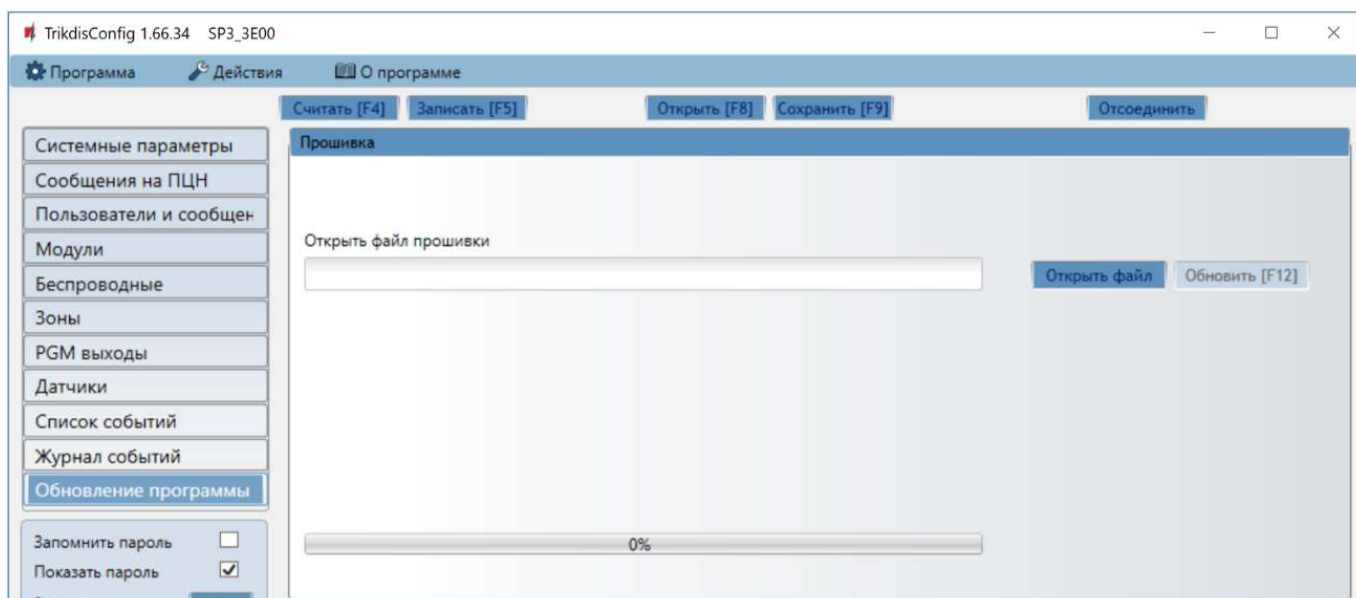 TrikdisConfig 1.66.34 SP3_3E00
Программа Действия О программе
Считать [F4] Записать [F5] Открыть [F8] Сохранить [F9] Отсоединить
Системные параметры
Сообщения на ПЦН
Пользователи и сообщен
Модули
Беспроводные
Зоны
PGM выходы
Датчики
Список событий
Журнал событий
Обновление программы
Запомнить пароль
Показать пароль
Прошивка
Открыть файл прошивки
Открыть файл Обновить [F12]
0%